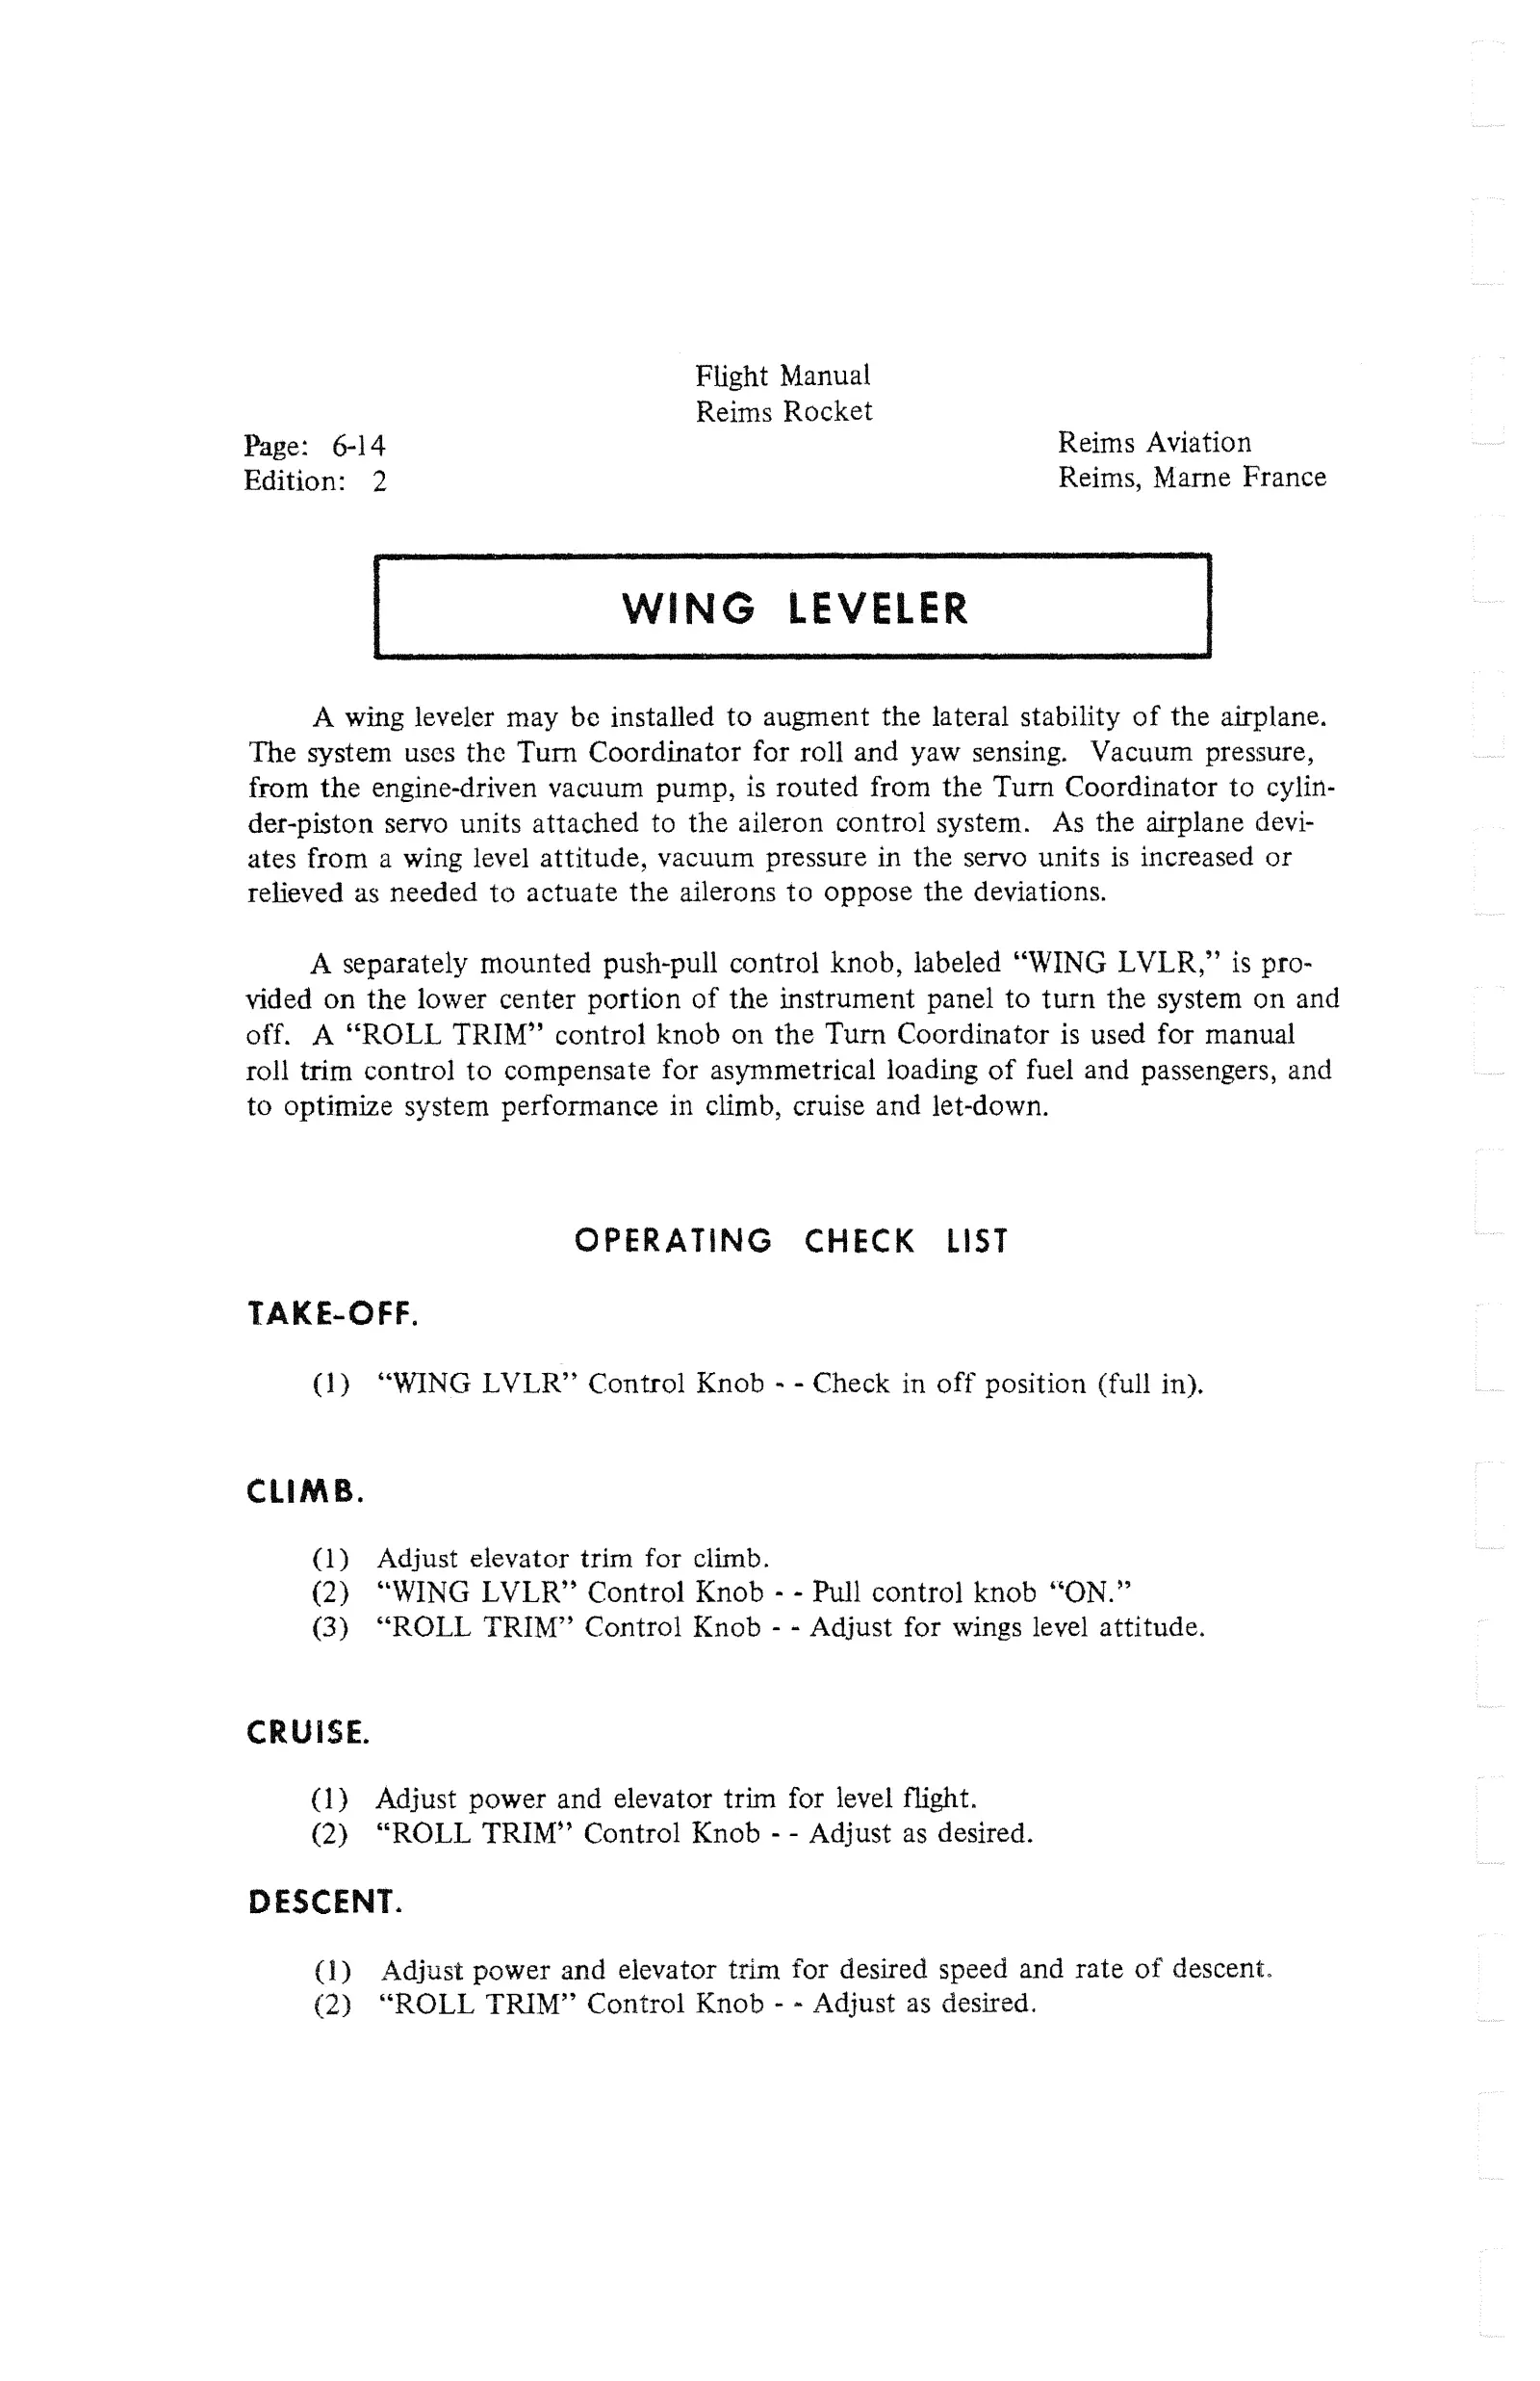 Flight Manual
Reims Rocket
Page: 6-14
Edition: 2
Reims Aviation
Reims, Marne France
WING LEVELER
A wing leveler may be installed to augment the lateral stability of the airplane.
The system uses the Turn Coordinator for roll and yaw sensing. Vacuum pressure,
from the engine-driven vacuum pump, is routed from the Turn Coordinator to cylin-
der-piston servo units attached to the aileron control system. As the airplane devi-
ates from a wing level attitude, vacuum pressure in the servo units is increased or
relieved as needed to actuate the ailerons to oppose the deviations.
A separately mounted push-pull control knob, labeled “WING LVLR,” is pro-
vided on the lower center portion of the instrument panel to turn the system on and
off. A “ROLL TRIM” control knob on the Turn Coordinator is used for manual
roll trim control to compensate for asymmetrical loading of fuel and passengers, and
to optimize system performance in climb, cruise and let-down.
OPERATING CHECK LIST
TAKE-OFF.
(1) “WING LVLR” Control Knob - - Check in off position (full in).
CLIMB.
(1) Adjust elevator trim for climb.
(2) “WING LVLR” Control Knob - - Pull control knob “ON.”
(3) “ROLL TRIM” Control Knob - - Adjust for wings level attitude.
CRUISE.
(1) Adjust power and elevator trim for level flight.
(2) “ROLL TRIM” Control Knob - - Adjust as desired.
DESCENT.
(1) Adjust power and elevator trim for desired speed and rate of descent.
(2) “ROLL TRIM” Control Knob - - Adjust as desired.